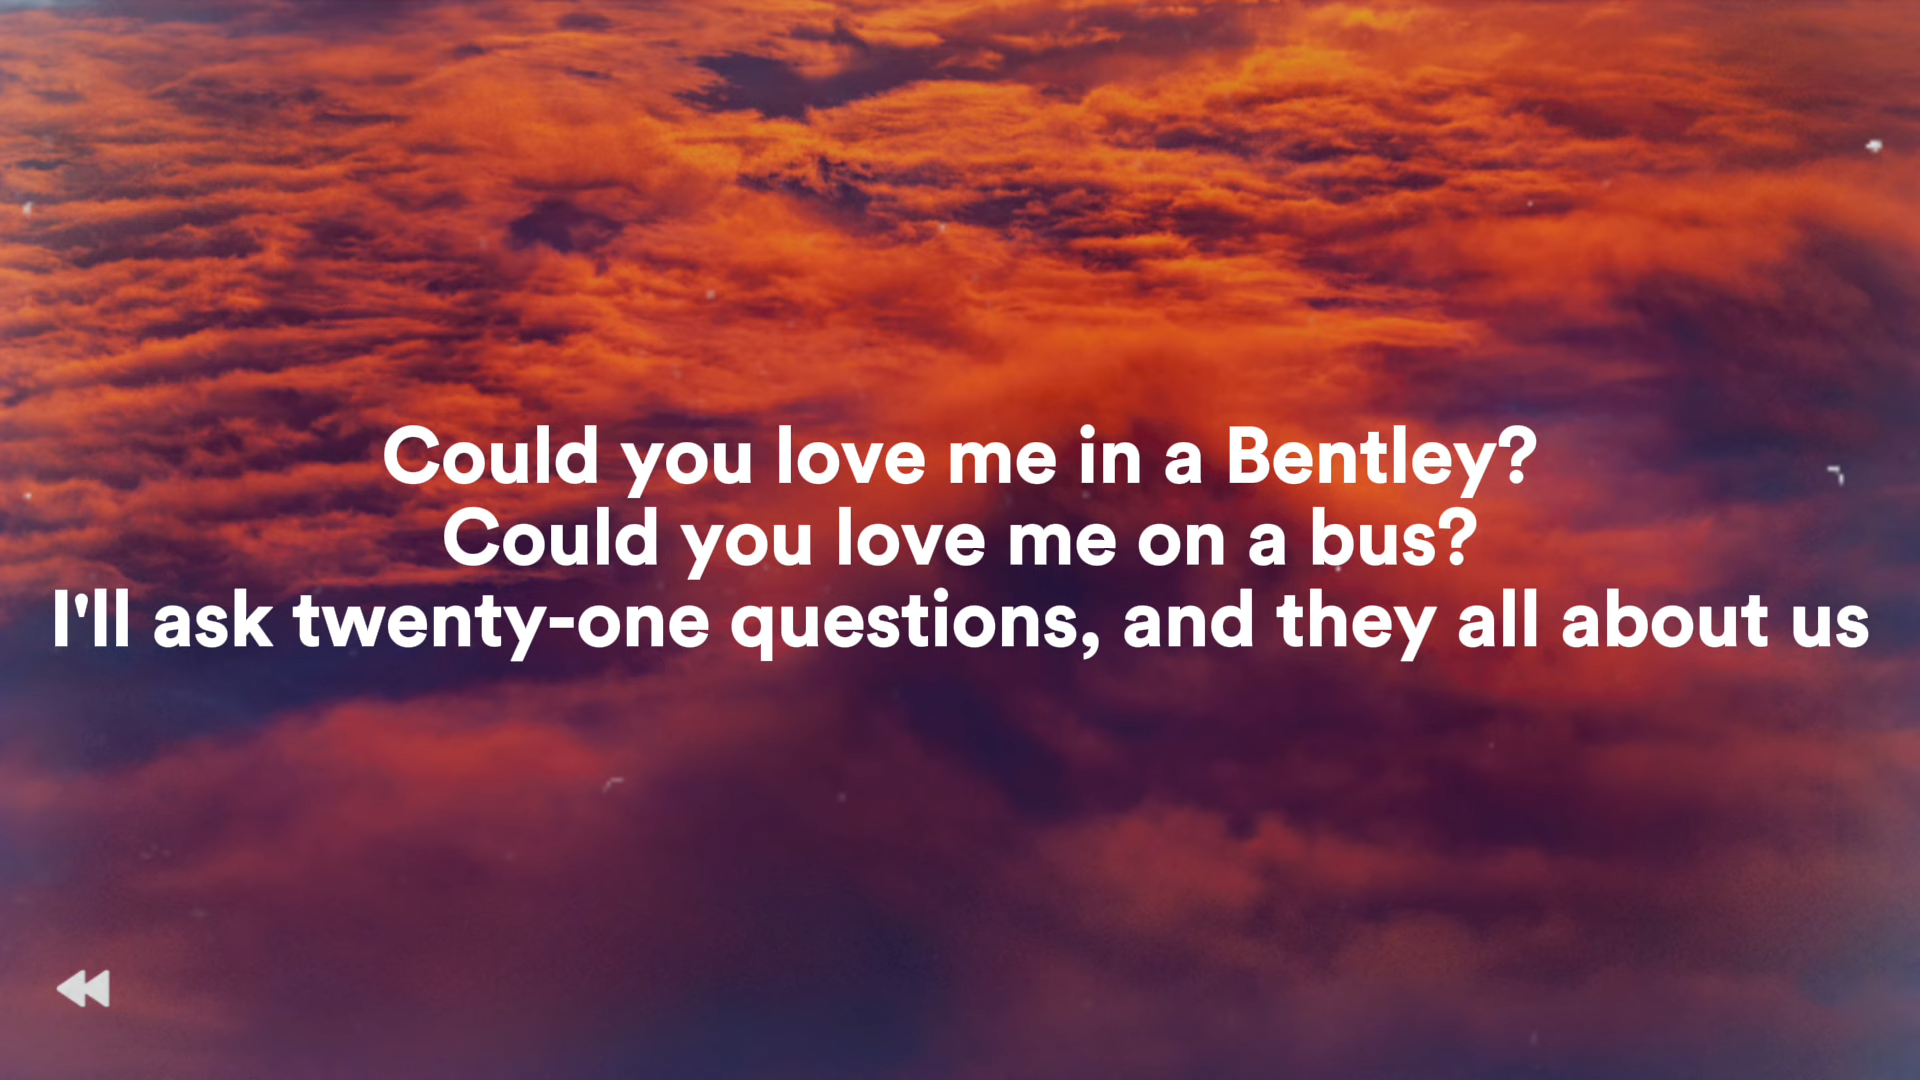 Could you love me in a Bentley?
Could you love me on a bus?
I'll ask twenty-one questions, and they all about us